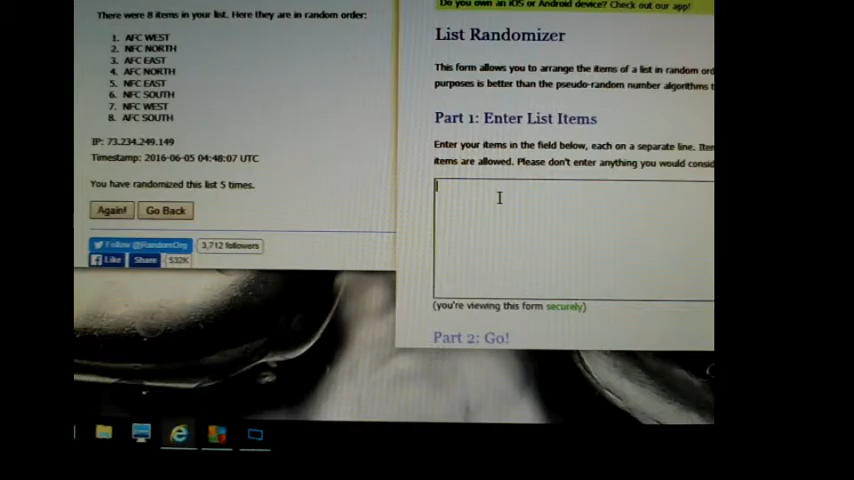 There were 8 items in your list. Here they are in random order:
1. AFC WEST
2. NFC NORTH
3. AFC EAST
4. AFC NORTH
5. NFC EAST
6. NFC SOUTH
7. NFC WEST
8. AFC SOUTH
IP: 73.234.249.149
Timestamp: 2016-06-05 04:48:07 UTC
You have randomized this list 5 times.
Again! Go Back
Follow @RandomOrg 3,712 followers
Like Share 532K
Do you own an iOS or Android device? Check out our app!
List Randomizer
This form allows you to arrange the items of a list in random
purposes is better than the pseudo-random number algorithms
Part 1: Enter List Items
Enter your items in the field below, each on a separate line.
items are allowed. Please don't enter anything you would
(you're viewing this form securely)
Part 2: Go!